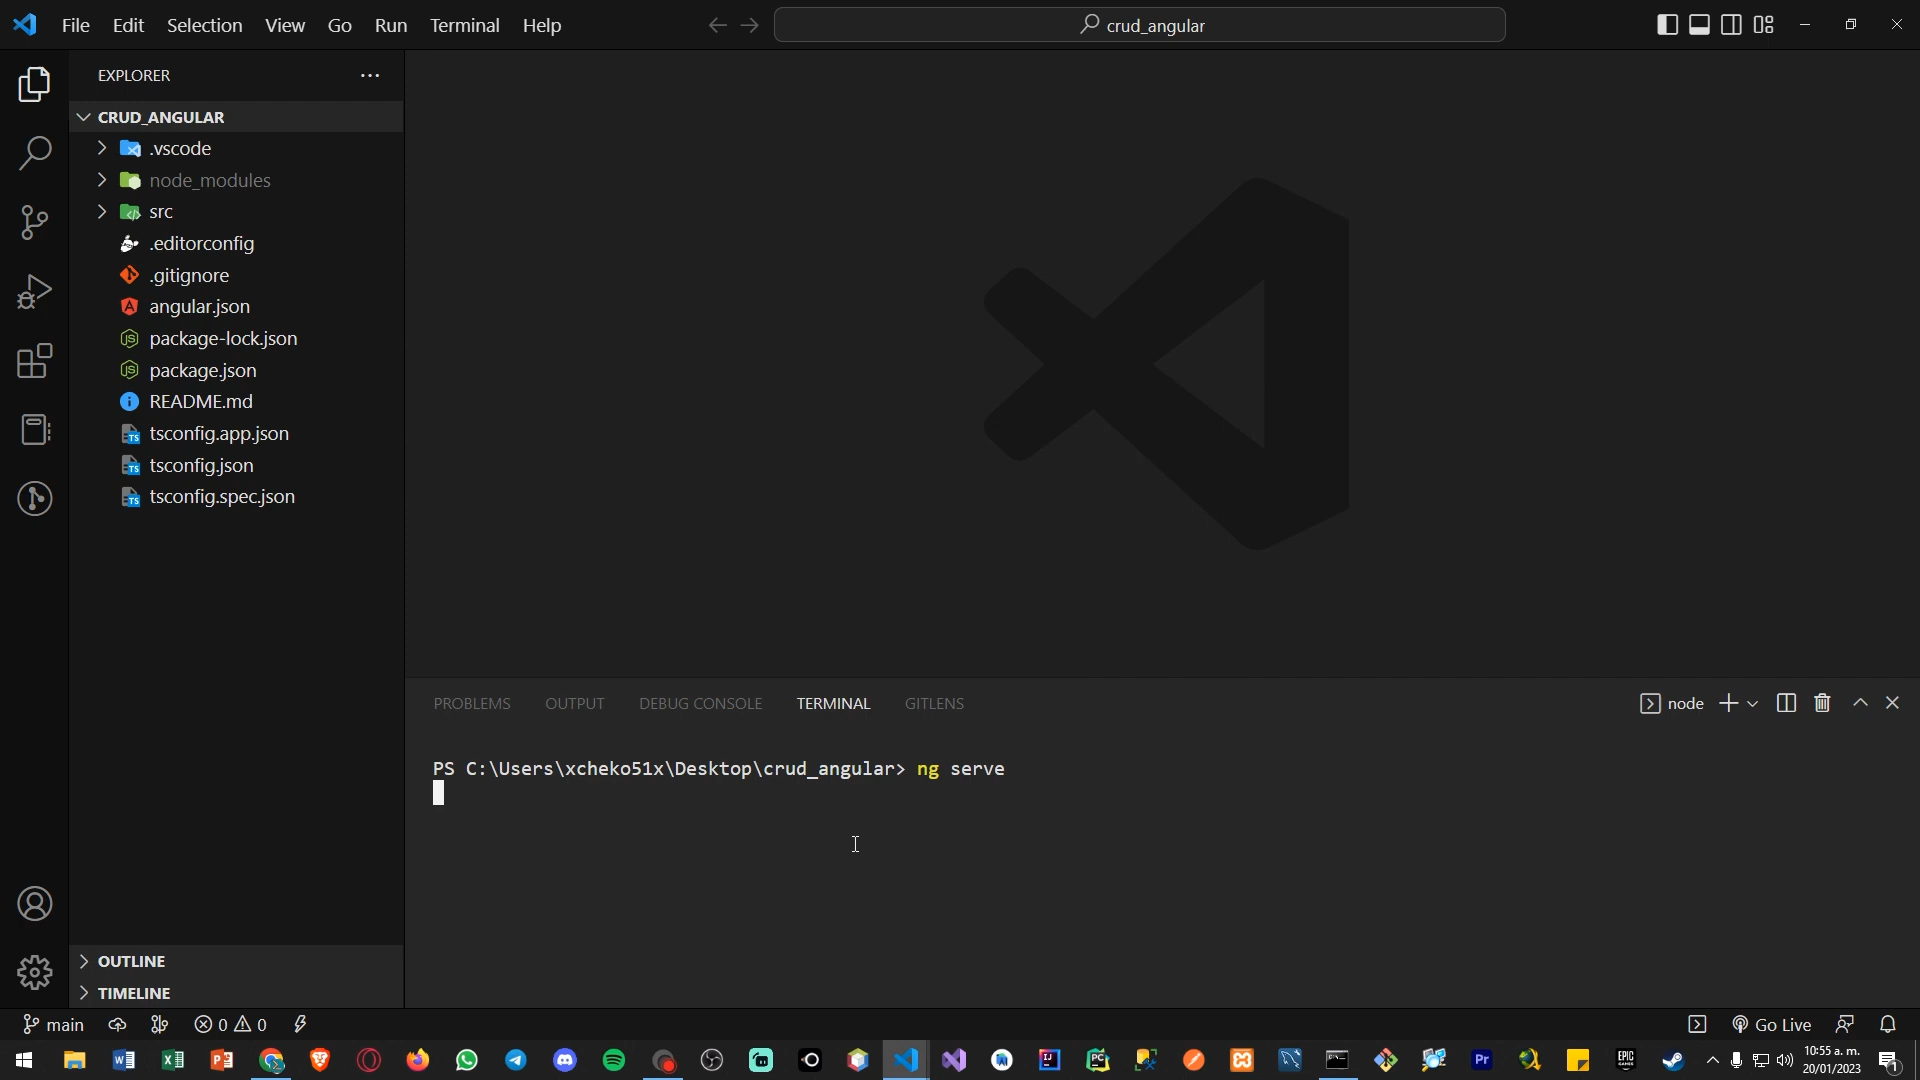 File Edit Selection View Go Run Terminal Help
crud_angular
EXPLORER
CRUD_ANGULAR
.vscode
node_modules
src
.editorconfig
.gitignore
angular.json
package-lock.json
package.json
README.md
tsconfig.app.json
tsconfig.json
tsconfig.spec.json
PROBLEMS OUTPUT DEBUG CONSOLE TERMINAL GITLENS
node
PS C:\Users\xcheko51x\Desktop\crud_angular> ng serve
OUTLINE
TIMELINE
main 0 0 Go Live
10:55 a. m.
20/01/2023